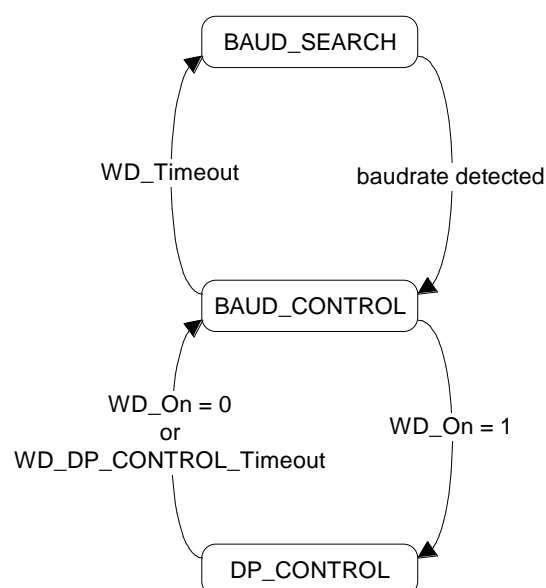 BAUD_SEARCH
WD_Timeout
baudrate detected
BAUD_CONTROL
WD_On = 0
or
WD_DP_CONTROL_Timeout
WD_On = 1
DP_CONTROL